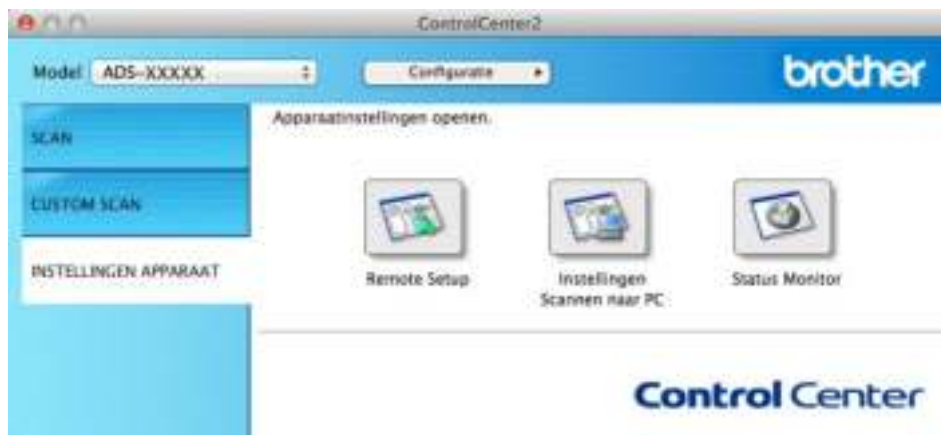 ControlCenter2
Model ADS-XXXXX Configuratie
brother
SCAN
CUSTOM SCAN
INSTELLINGEN APPARAAT
Apparaatinstellingen openen.
Remote Setup
Instellingen
Scannen naar PC
Status Monitor
Control Center